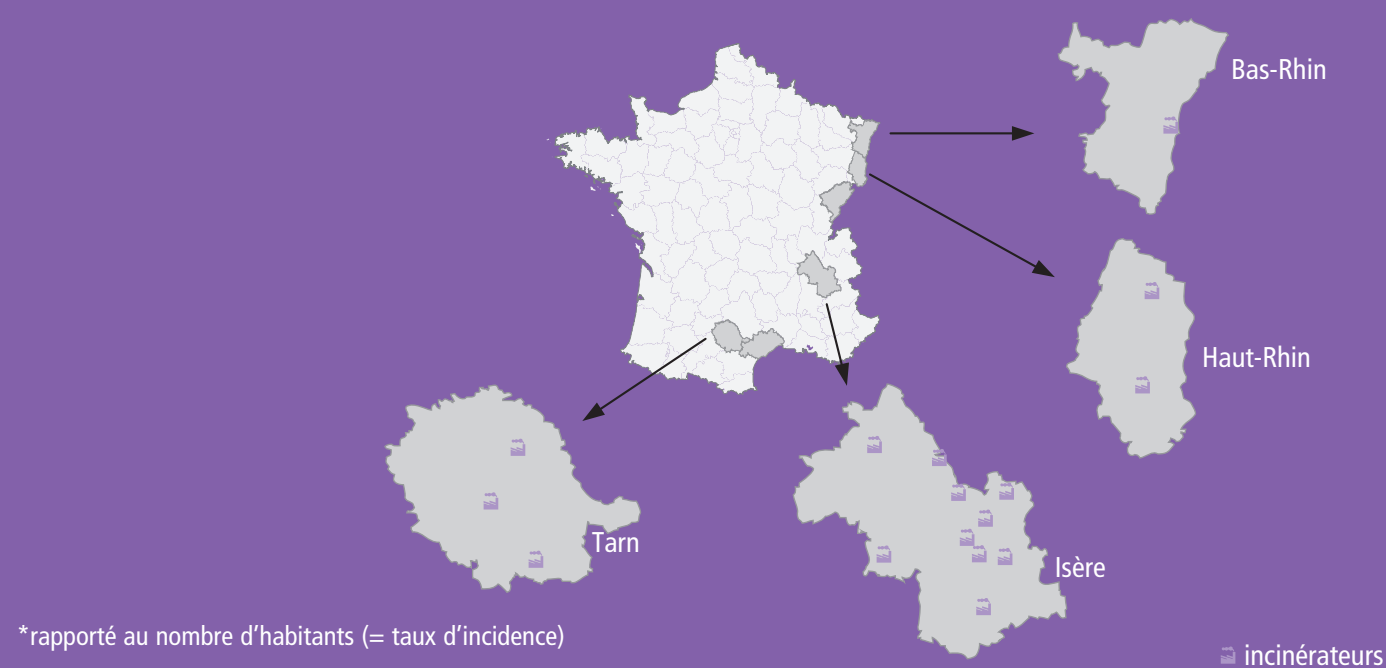 Bas-Rhin
Haut-Rhin
Tarn
Isère
*rapporté au nombre d'habitants (= taux d'incidence)
incinérateurs